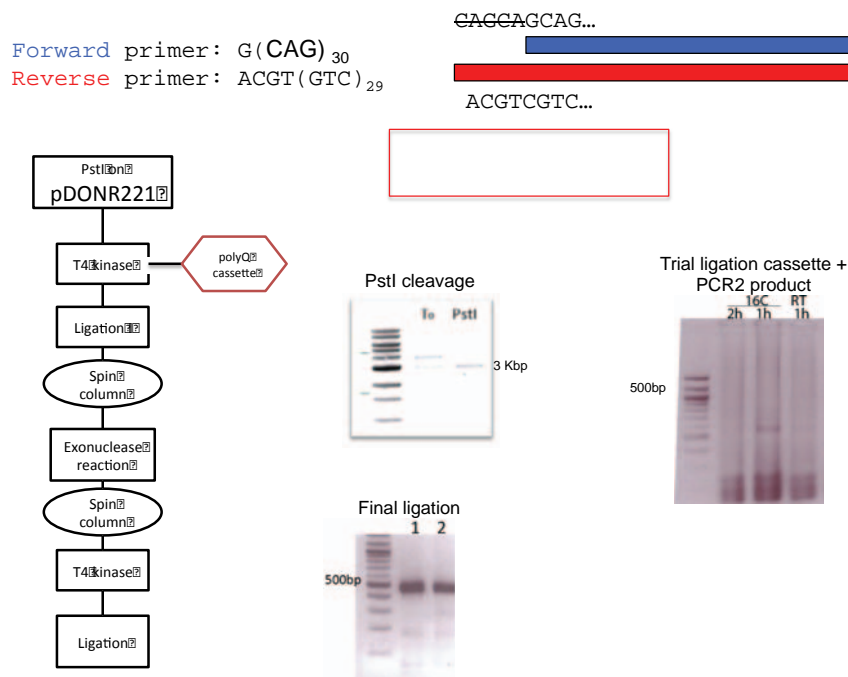 CAGCAGCAG...
Forward primer: G(CAG)30
Reverse primer: ACGT(GTC)29
ACGTCGTC...
PstI on
pDONR221
T4 kinase
polyQ
cassette
Ligation 1
Spin
column
Exonuclease
reaction
Spin
column
T4 kinase
Ligation
PstI cleavage
To PstI
3 Kbp
Trial ligation cassette +
PCR2 product
16C RT
2h 1h 1h
500bp
Final ligation
1 2
500bp